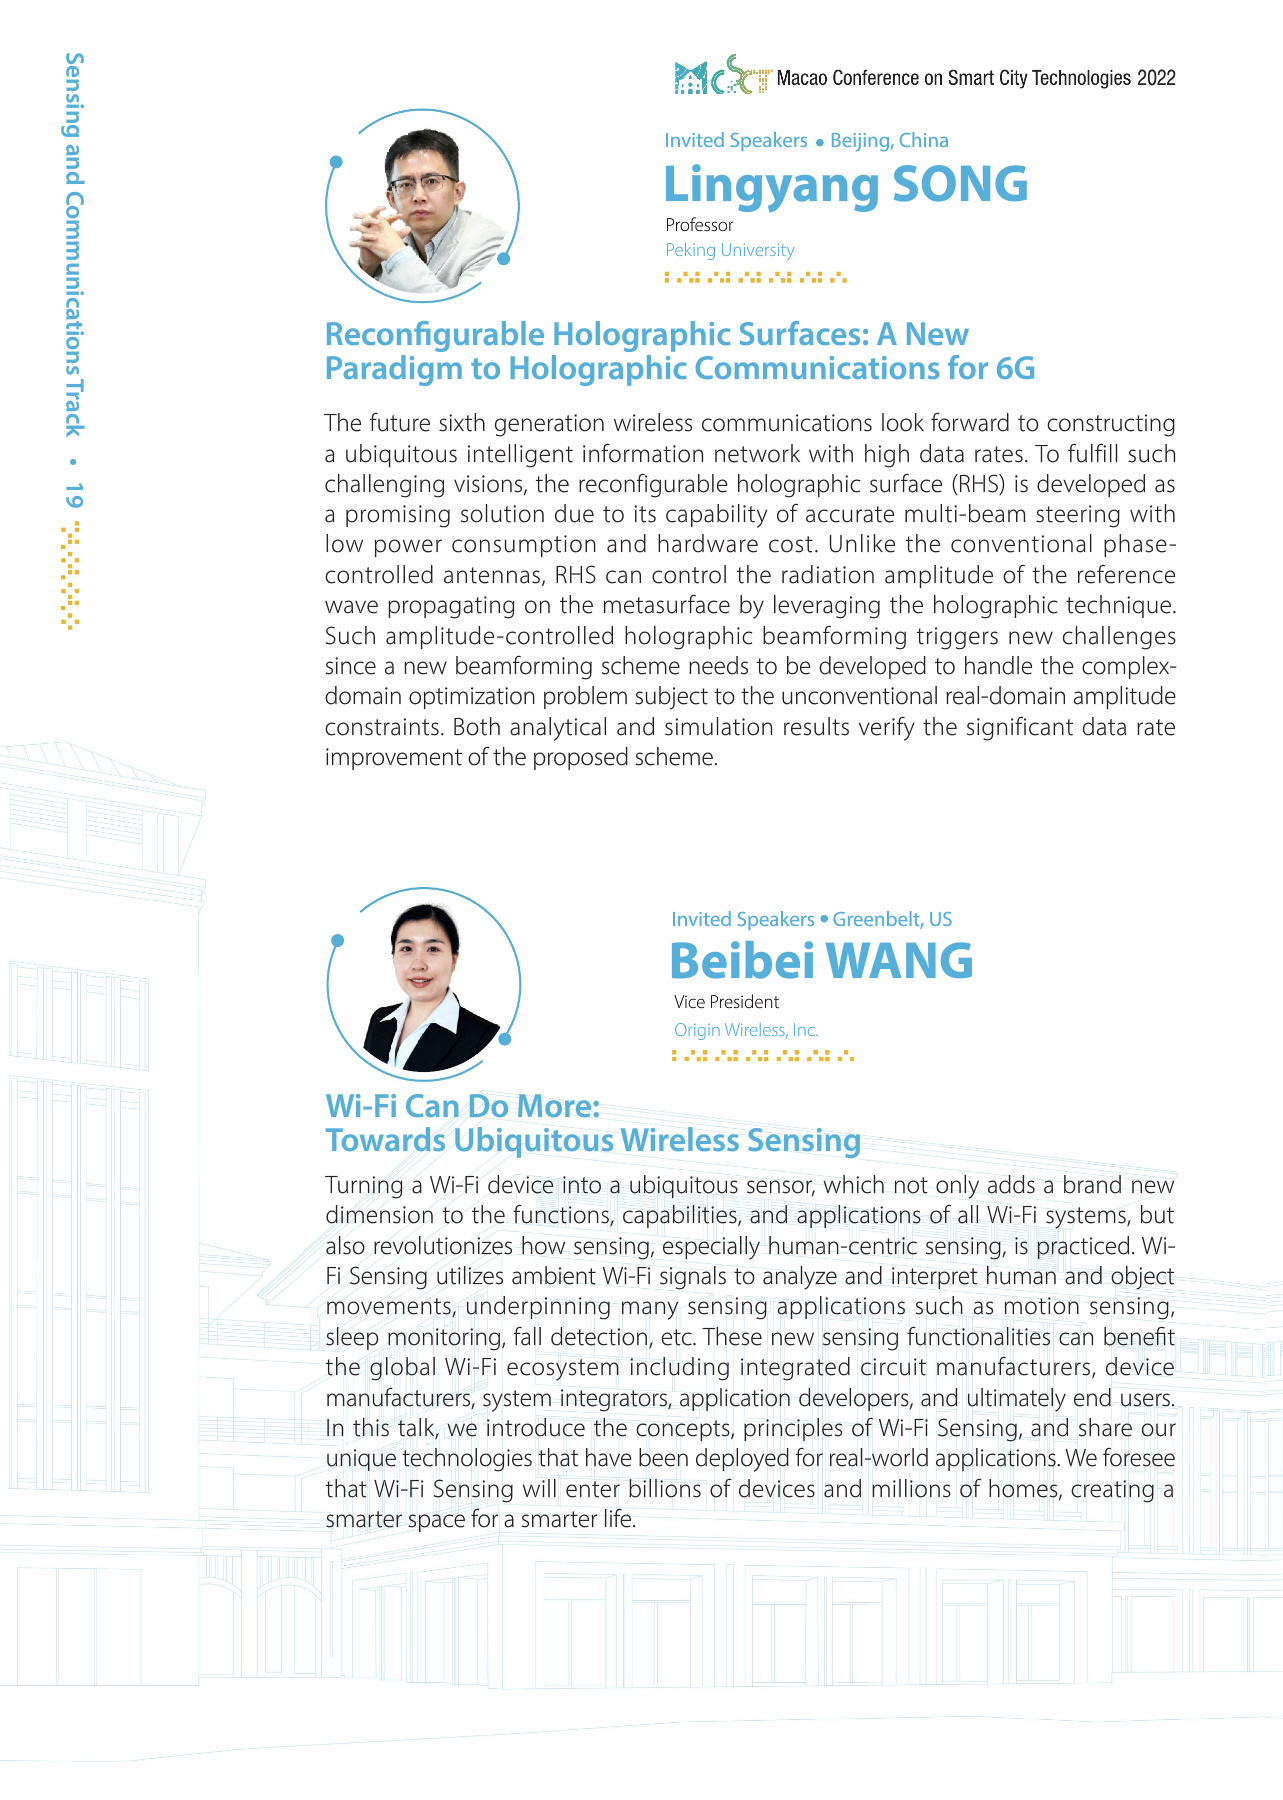 Sensing and Communications Track • 19
MCSCT Macao Conference on Smart City Technologies 2022
Invited Speakers • Beijing, China
Lingyang SONG
Professor
Peking University
Reconfigurable Holographic Surfaces: A New
Paradigm to Holographic Communications for 6G
The future sixth generation wireless communications look forward to constructing
a ubiquitous intelligent information network with high data rates. To fulfill such
challenging visions, the reconfigurable holographic surface (RHS) is developed as
a promising solution due to its capability of accurate multi-beam steering with
low power consumption and hardware cost. Unlike the conventional phase-
controlled antennas, RHS can control the radiation amplitude of the reference
wave propagating on the metasurface by leveraging the holographic technique.
Such amplitude-controlled holographic beamforming triggers new challenges
since a new beamforming scheme needs to be developed to handle the complex-
domain optimization problem subject to the unconventional real-domain amplitude
constraints. Both analytical and simulation results verify the significant data rate
improvement of the proposed scheme.
Invited Speakers • Greenbelt, US
Beibei WANG
Vice President
Origin Wireless, Inc.
Wi-Fi Can Do More:
Towards Ubiquitous Wireless Sensing
Turning a Wi-Fi device into a ubiquitous sensor, which not only adds a brand new
dimension to the functions, capabilities, and applications of all Wi-Fi systems, but
also revolutionizes how sensing, especially human-centric sensing, is practiced. Wi-
Fi Sensing utilizes ambient Wi-Fi signals to analyze and interpret human and object
movements, underpinning many sensing applications such as motion sensing,
sleep monitoring, fall detection, etc. These new sensing functionalities can benefit
the global Wi-Fi ecosystem including integrated circuit manufacturers, device
manufacturers, system integrators, application developers, and ultimately end users.
In this talk, we introduce the concepts, principles of Wi-Fi Sensing, and share our
unique technologies that have been deployed for real-world applications. We foresee
that Wi-Fi Sensing will enter billions of devices and millions of homes, creating a
smarter space for a smarter life.